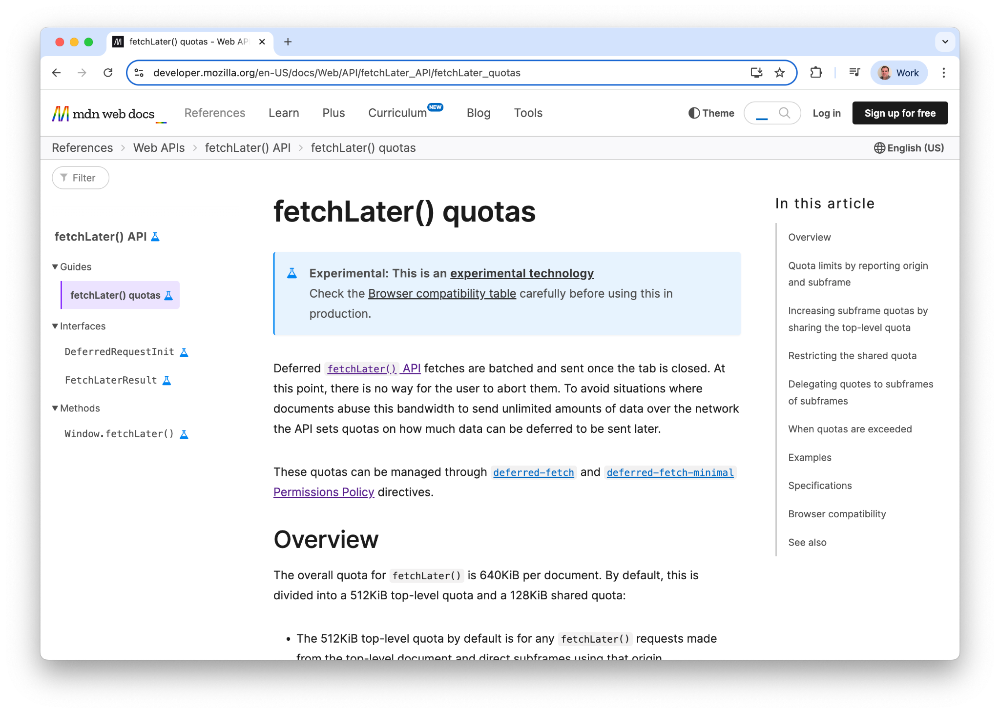 fetchLater() quotas - Web AP
developer.mozilla.org/en-US/docs/Web/API/fetchLater_API/fetchLater_quotas
Work
mdn web docs
References
Learn
Plus
Curriculum NEW
Blog
Tools
Theme
Log in
Sign up for free
References > Web APIs > fetchLater() API > fetchLater() quotas
English (US)
Filter
fetchLater() API
Guides
fetchLater() quotas
Interfaces
DeferredRequestInit
FetchLaterResult
Methods
Window.fetchLater()
fetchLater() quotas
Experimental: This is an experimental technology
Check the Browser compatibility table carefully before using this in
production.
Deferred fetchLater() API fetches are batched and sent once the tab is closed. At
this point, there is no way for the user to abort them. To avoid situations where
documents abuse this bandwidth to send unlimited amounts of data over the network
the API sets quotas on how much data can be deferred to be sent later.
These quotas can be managed through deferred-fetch and deferred-fetch-minimal
Permissions Policy directives.
Overview
The overall quota for fetchLater() is 640KiB per document. By default, this is
divided into a 512KiB top-level quota and a 128KiB shared quota:
• The 512KiB top-level quota by default is for any fetchLater() requests made
from the top-level document and direct subframes using that origin.
In this article
Overview
Quota limits by reporting origin
and subframe
Increasing subframe quotas by
sharing the top-level quota
Restricting the shared quota
Delegating quotes to subframes
of subframes
When quotas are exceeded
Examples
Specifications
Browser compatibility
See also